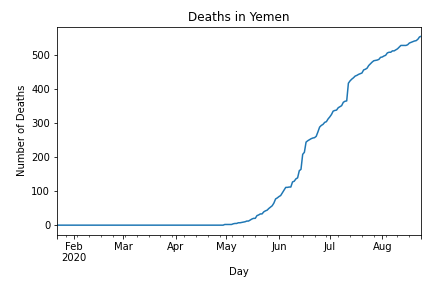 Deaths in Yemen
Number of Deaths
500
400
300
200
100
0
Feb
2020
Mar
Apr
May
Jun
Jul
Aug
Day